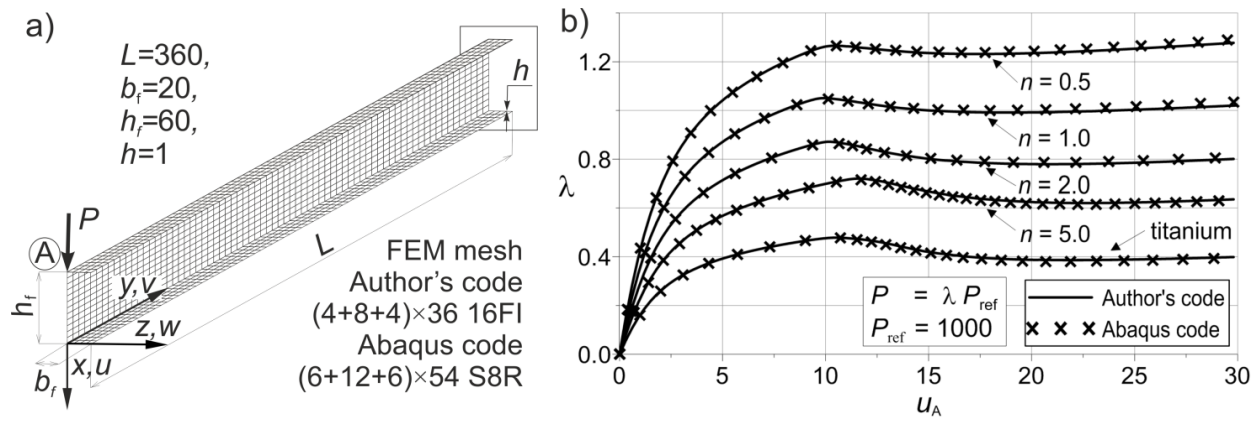 a)
L=360,
b_f=20,
h_f=60,
h=1
h
P
A
h_f
y,v
z,w
x,u
b_f
L
FEM mesh
Author's code
(4+8+4)×36 16FI
Abaqus code
(6+12+6)×54 S8R
b)
λ
1.2
0.8
0.4
0.0
n = 0.5
n = 1.0
n = 2.0
n = 5.0
titanium
P = λ P_ref
P_ref = 1000
Author's code
Abaqus code
0
5
10
15
20
25
30
u_A